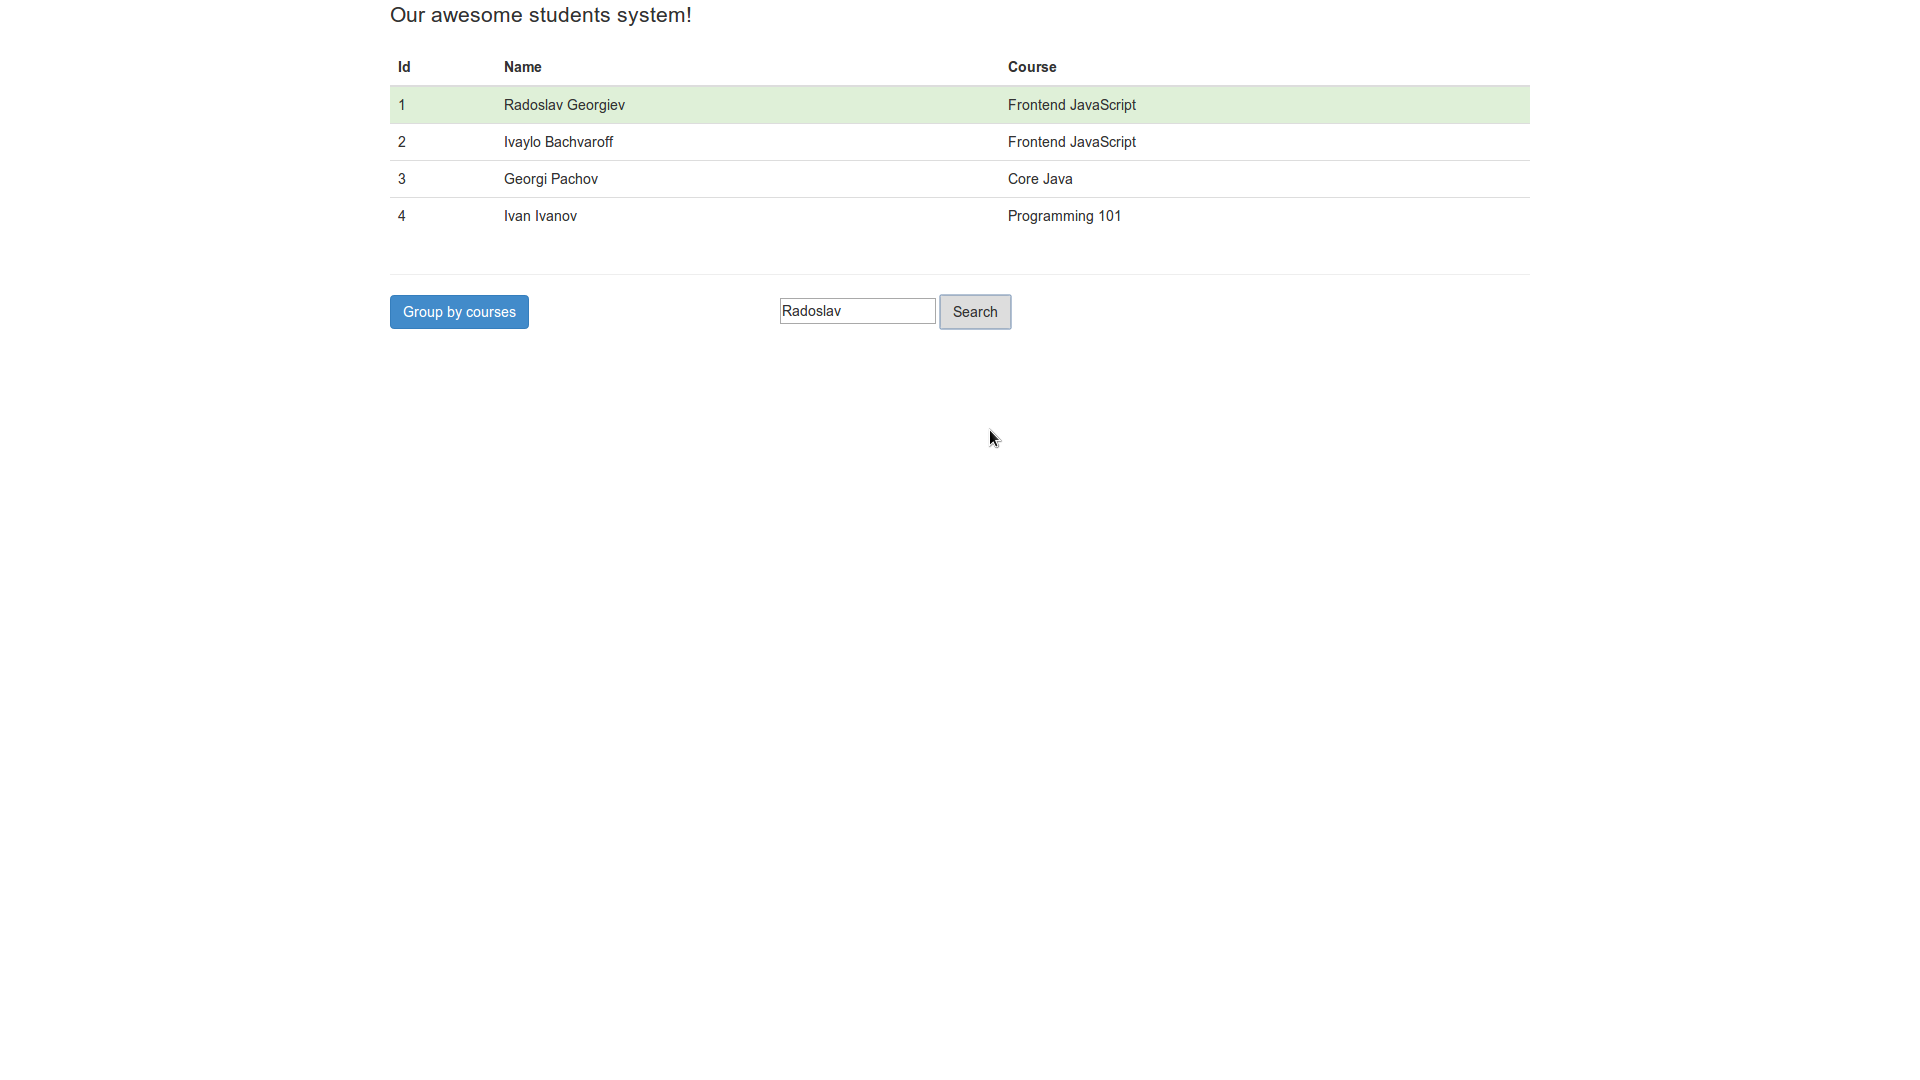 Our awesome students system!
Id Name Course
1 Radoslav Georgiev Frontend JavaScript
2 Ivaylo Bachvaroff Frontend JavaScript
3 Georgi Pachov Core Java
4 Ivan Ivanov Programming 101
Group by courses Radoslav Search